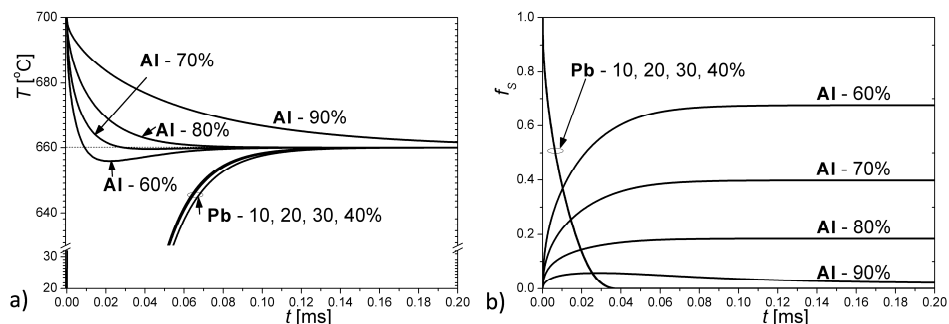 700
680
660
640
30
20
T [°C]
Al - 70%
Al - 80%
Al - 90%
Al - 60%
Pb - 10, 20, 30, 40%
0.00 0.02 0.04 0.06 0.08 0.10 0.12 0.14 0.16 0.18 0.20
a)
t [ms]
1.0
0.8
0.6
0.4
0.2
0.0
fs
Pb - 10, 20, 30, 40%
Al - 60%
Al - 70%
Al - 80%
Al - 90%
0.00 0.02 0.04 0.06 0.08 0.10 0.12 0.14 0.16 0.18 0.20
b)
t [ms]